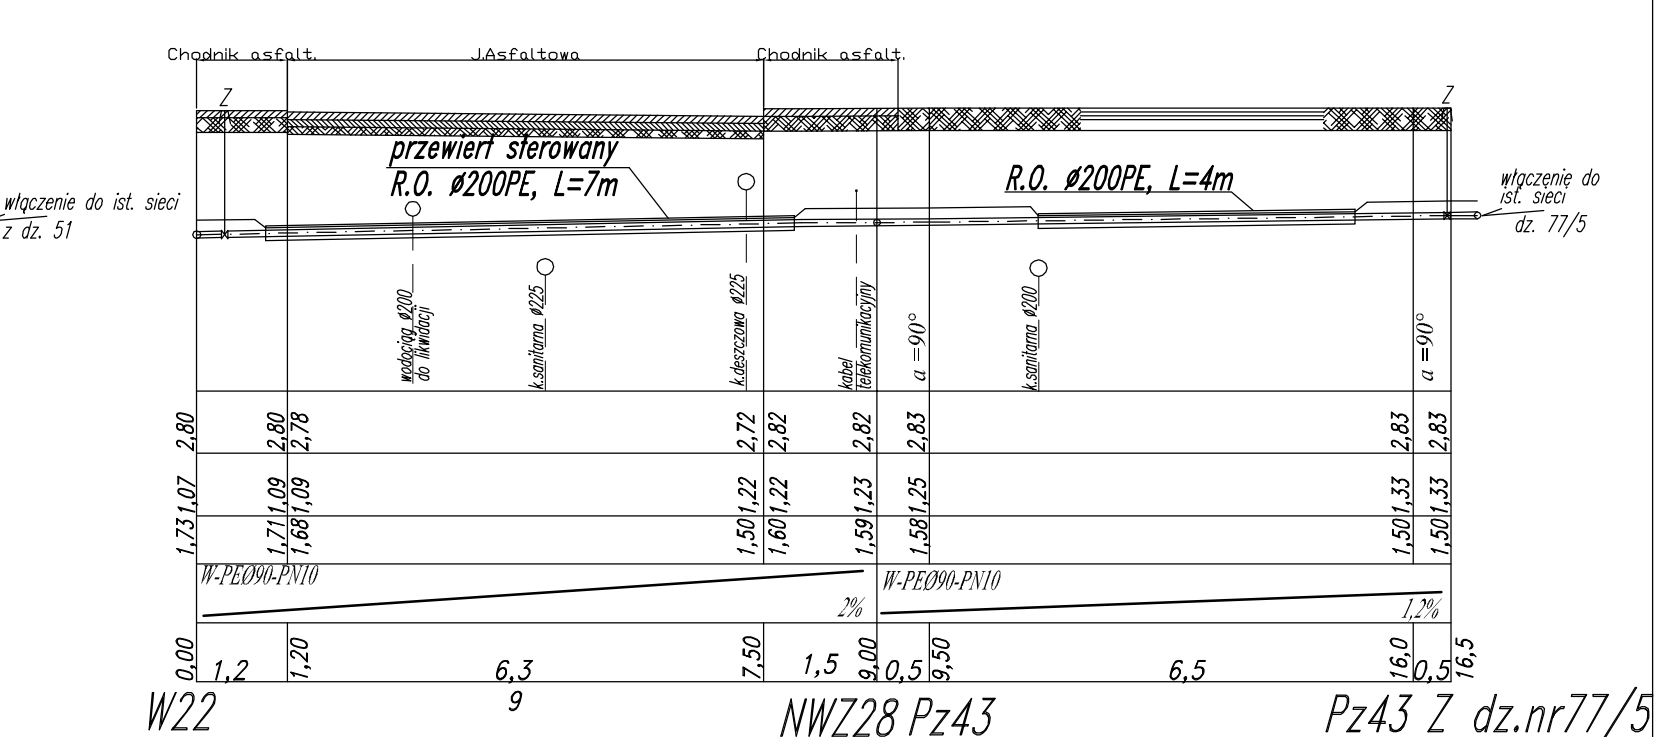 Chodnik asfalt.
J.Asfaltowa
Chodnik asfalt.
Z
Z
przewiert sterowany
R.O. ø200PE, L=7m
R.O. ø200PE, L=4m
włączenie do ist. sieci
z dz. 51
włączenie do
ist. sieci
dz. 77/5
wodociąg ø200
do likwidacji
k.sanitarna ø225
k.deszczowa ø225
kabel
telekomunikacyjny
a =90°
k.sanitarna ø200
a =90°
2,80 2,80 2,78 2,72 2,82 2,82 2,83 2,83 2,83
1,07 1,09 1,09 1,22 1,22 1,23 1,25 1,33 1,33
1,73 1,71 1,68 1,50 1,60 1,59 1,58 1,50 1,50
W-PEØ90-PN10
2%
W-PEØ90-PN10
1,2%
0,00 1,20 7,50 9,00 9,50 16,0 16,5
1,2 6,3 1,5 0,5 6,5 0,5
9
W22
NWZ28 Pz43
Pz43 Z dz.nr77/5